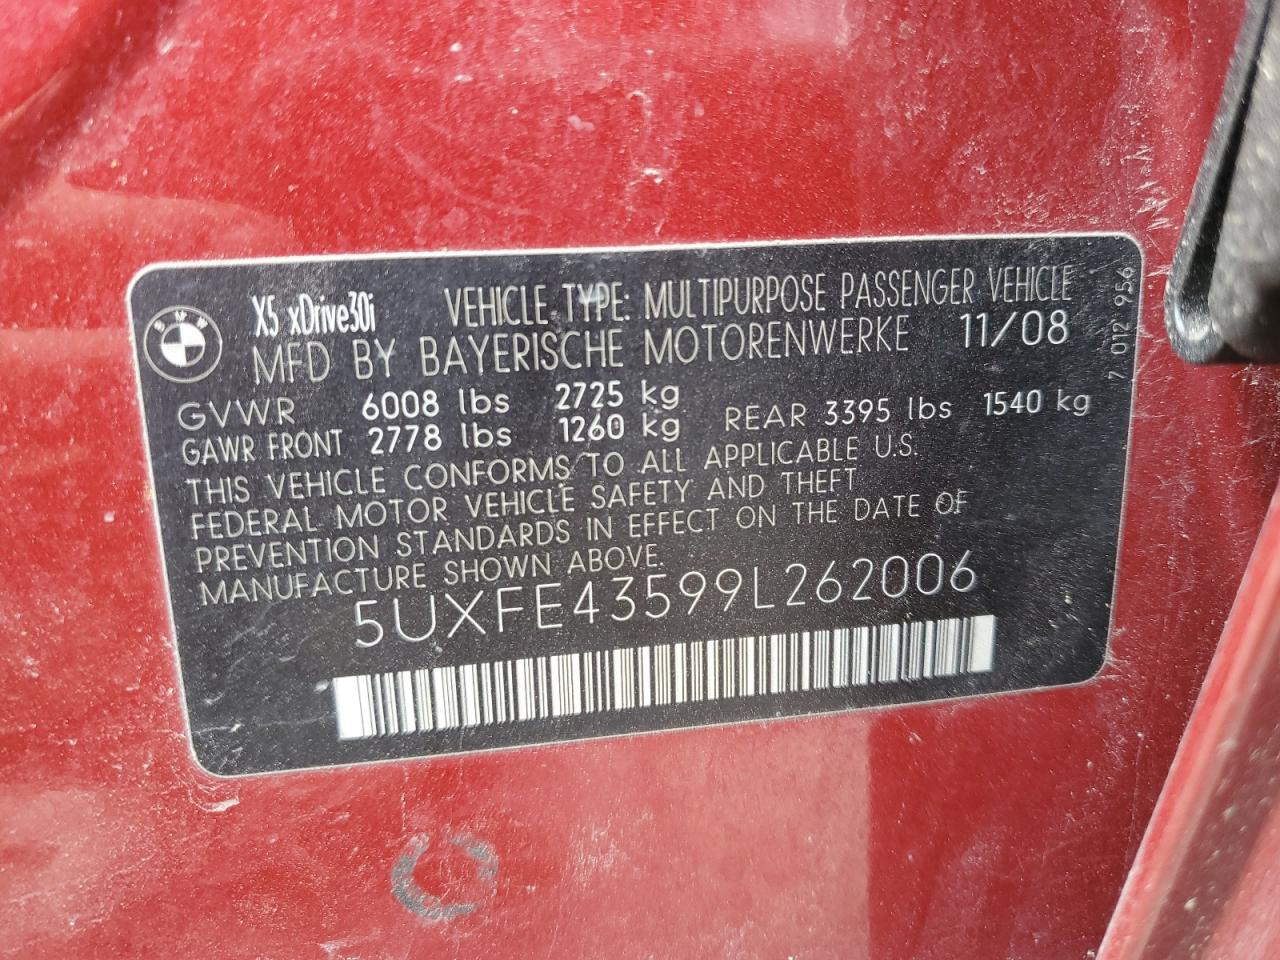 BMW
X5 xDrive30i VEHICLE TYPE: MULTIPURPOSE PASSENGER VEHICLE
MFD BY BAYERISCHE MOTORENWERKE 11/08
GVWR 6008 lbs 2725 kg
GAWR FRONT 2778 lbs 1260 kg REAR 3395 lbs 1540 kg
THIS VEHICLE CONFORMS TO ALL APPLICABLE U.S.
FEDERAL MOTOR VEHICLE SAFETY AND THEFT
PREVENTION STANDARDS IN EFFECT ON THE DATE OF
MANUFACTURE SHOWN ABOVE.
5UXFE43599L262006
7 012 956